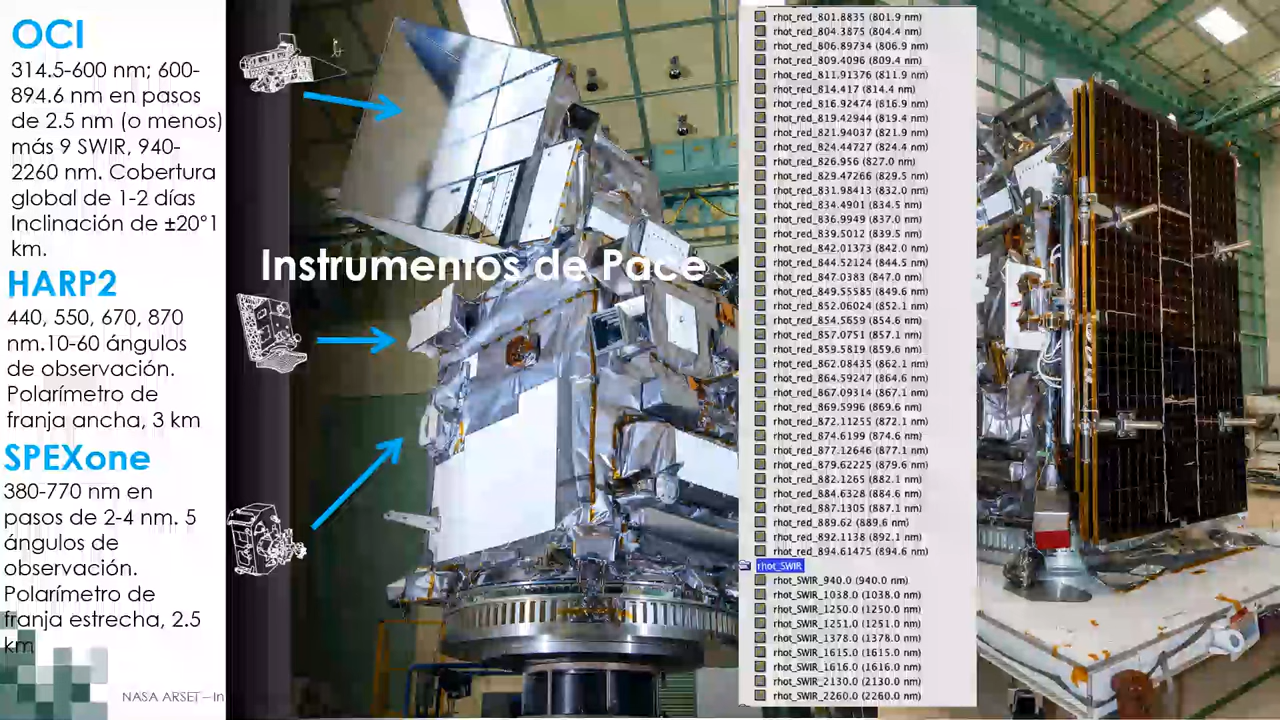 OCI
314.5-600 nm; 600-
894.6 nm en pasos
de 2.5 nm (o menos)
más 9 SWIR, 940-
2260 nm. Cobertura
global de 1-2 días
Inclinación de ±20°1
km.
HARP2
440, 550, 670, 870
nm.10-60 ángulos
de observación.
Polarímetro de
franja ancha, 3 km
SPEXone
380-770 nm en
pasos de 2-4 nm. 5
ángulos de
observación.
Polarímetro de
franja estrecha, 2.5
km
NASA ARSET – In
Instrumentos de Pace
rhot_red_801.8835 (801.9 nm)
rhot_red_804.3875 (804.4 nm)
rhot_red_806.89734 (806.9 nm)
rhot_red_809.4096 (809.4 nm)
rhot_red_811.91376 (811.9 nm)
rhot_red_814.417 (814.4 nm)
rhot_red_816.92474 (816.9 nm)
rhot_red_819.42944 (819.4 nm)
rhot_red_821.94037 (821.9 nm)
rhot_red_824.44727 (824.4 nm)
rhot_red_826.956 (827.0 nm)
rhot_red_829.47266 (829.5 nm)
rhot_red_831.98413 (832.0 nm)
rhot_red_834.4901 (834.5 nm)
rhot_red_836.9949 (837.0 nm)
rhot_red_839.5012 (839.5 nm)
rhot_red_842.01373 (842.0 nm)
rhot_red_844.52124 (844.5 nm)
rhot_red_847.0383 (847.0 nm)
rhot_red_849.55585 (849.6 nm)
rhot_red_852.06024 (852.1 nm)
rhot_red_854.5659 (854.6 nm)
rhot_red_857.0751 (857.1 nm)
rhot_red_859.5819 (859.6 nm)
rhot_red_862.08435 (862.1 nm)
rhot_red_864.59247 (864.6 nm)
rhot_red_867.09314 (867.1 nm)
rhot_red_869.5996 (869.6 nm)
rhot_red_872.11255 (872.1 nm)
rhot_red_874.6199 (874.6 nm)
rhot_red_877.12646 (877.1 nm)
rhot_red_879.62225 (879.6 nm)
rhot_red_882.1265 (882.1 nm)
rhot_red_884.6328 (884.6 nm)
rhot_red_887.1305 (887.1 nm)
rhot_red_889.62 (889.6 nm)
rhot_red_892.1138 (892.1 nm)
rhot_red_894.61475 (894.6 nm)
rhot_SWIR
rhot_SWIR_940.0 (940.0 nm)
rhot_SWIR_1038.0 (1038.0 nm)
rhot_SWIR_1250.0 (1250.0 nm)
rhot_SWIR_1251.0 (1251.0 nm)
rhot_SWIR_1378.0 (1378.0 nm)
rhot_SWIR_1615.0 (1615.0 nm)
rhot_SWIR_1616.0 (1616.0 nm)
rhot_SWIR_2130.0 (2130.0 nm)
rhot_SWIR_2260.0 (2260.0 nm)